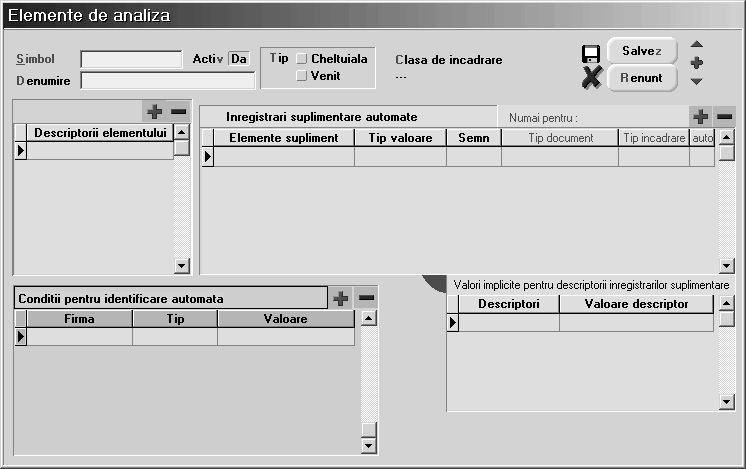 Elemente de analiza
Simbol Activ Da Tip Cheltuiala Clasa de incadrare Salvez
Denumire Venit --- Renunt
Inregistrari suplimentare automate Numai pentru :
Descriptorii elementului Elemente supliment Tip valoare Semn Tip document Tip incadrare auto
Conditii pentru identificare automata Valori implicite pentru descriptorii inregistrarilor suplimentare
Firma Tip Valoare Descriptori Valoare descriptor